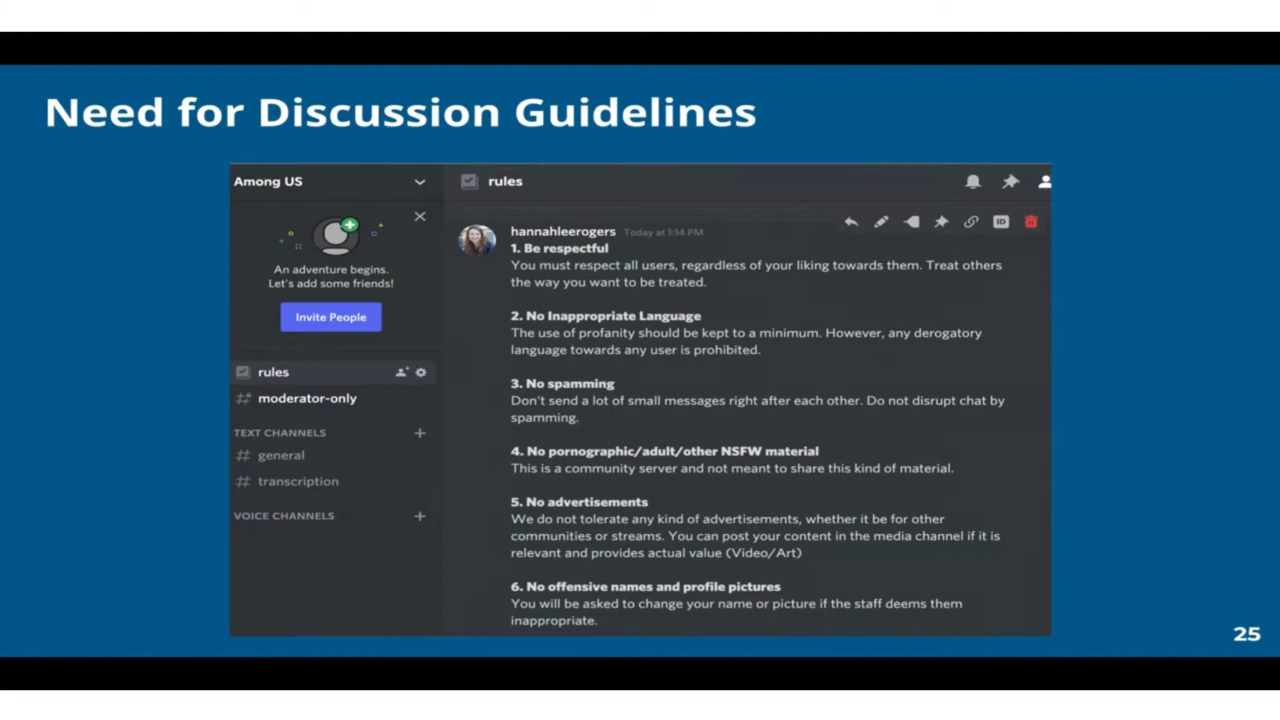 Need for Discussion Guidelines
Among US
An adventure begins.
Let's add some friends!
Invite People
rules
moderator-only
TEXT CHANNELS
general
transcription
VOICE CHANNELS
rules
hannahleerogers Today at 1:14 PM
1. Be respectful
You must respect all users, regardless of your liking towards them. Treat others
the way you want to be treated.
2. No Inappropriate Language
The use of profanity should be kept to a minimum. However, any derogatory
language towards any user is prohibited.
3. No spamming
Don't send a lot of small messages right after each other. Do not disrupt chat by
spamming.
4. No pornographic/adult/other NSFW material
This is a community server and not meant to share this kind of material.
5. No advertisements
We do not tolerate any kind of advertisements, whether it be for other
communities or streams. You can post your content in the media channel if it is
relevant and provides actual value (Video/Art)
6. No offensive names and profile pictures
You will be asked to change your name or picture if the staff deems them
inappropriate.
ID
25